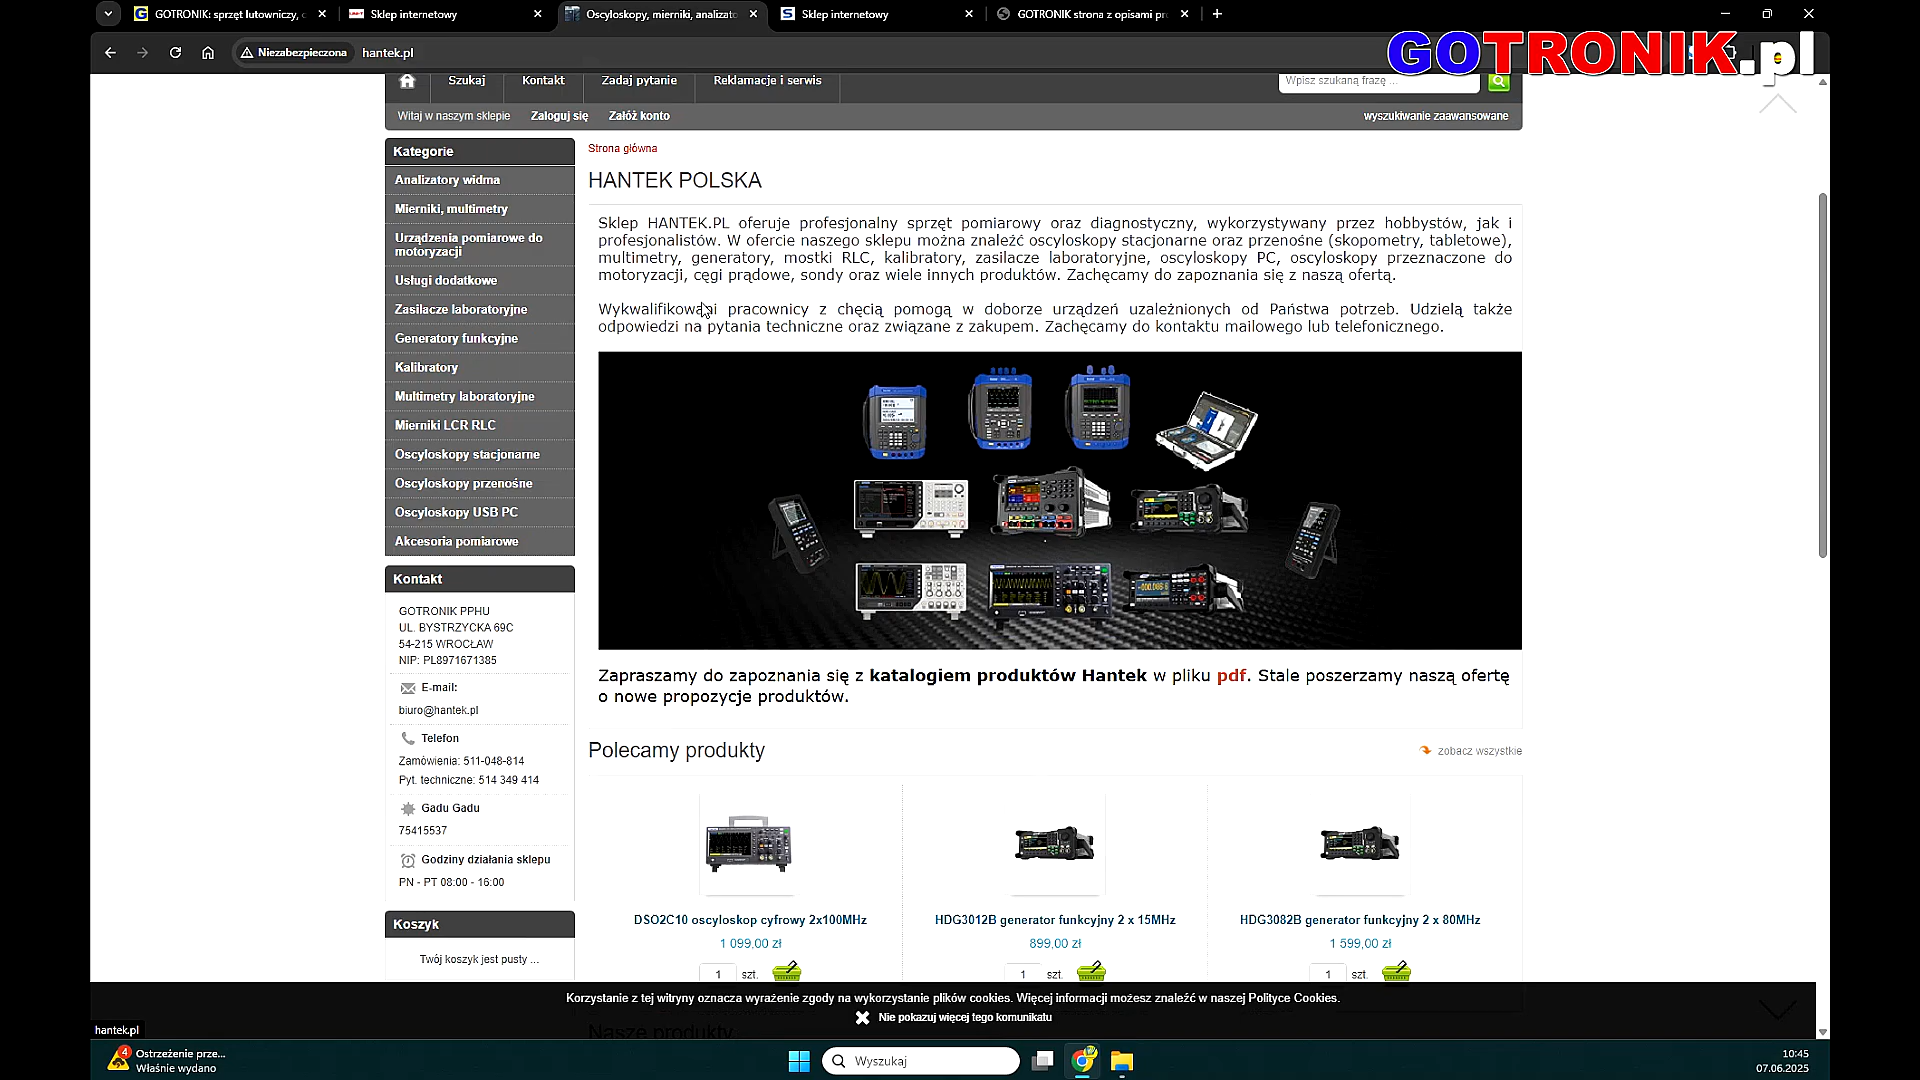 GOTRONIK: sprzęt lutowniczy, c
Sklep internetowy
Oscyloskopy, mierniki, analizato
Sklep internetowy
GOTRONIK strona z opisami pr
Niezabezpieczona
hantek.pl
GOTRONIK.pl
Szukaj
Kontakt
Zadaj pytanie
Reklamacje i serwis
Wpisz szukaną frazę ...
Witaj w naszym sklepie
Zaloguj się
Załóż konto
wyszukiwanie zaawansowane
Kategorie
Analizatory widma
Mierniki, multimetry
Urządzenia pomiarowe do
motoryzacji
Usługi dodatkowe
Zasilacze laboratoryjne
Generatory funkcyjne
Kalibratory
Multimetry laboratoryjne
Mierniki LCR RLC
Oscyloskopy stacjonarne
Oscyloskopy przenośne
Oscyloskopy USB PC
Akcesoria pomiarowe
Kontakt
GOTRONIK PPHU
UL. BYSTRZYCKA 69C
54-215 WROCŁAW
NIP: PL8971671385
E-mail:
biuro@hantek.pl
Telefon
Zamówienia: 511-048-814
Pyt. techniczne: 514 349 414
Gadu Gadu
75415537
Godziny działania sklepu
PN - PT 08:00 - 16:00
Koszyk
Twój koszyk jest pusty ...
Strona główna
HANTEK POLSKA
Sklep HANTEK.PL oferuje profesjonalny sprzęt pomiarowy oraz diagnostyczny, wykorzystywany przez hobbystów, jak i
profesjonalistów. W ofercie naszego sklepu można znaleźć oscyloskopy stacjonarne oraz przenośne (skopometry, tabletowe),
multimetry, generatory, mostki RLC, kalibratory, zasilacze laboratoryjne, oscyloskopy PC, oscyloskopy przeznaczone do
motoryzacji, cęgi prądowe, sondy oraz wiele innych produktów. Zachęcamy do zapoznania się z naszą ofertą.
Wykwalifikowani pracownicy z chęcią pomogą w doborze urządzeń uzależnionych od Państwa potrzeb. Udzielą także
odpowiedzi na pytania techniczne oraz związane z zakupem. Zachęcamy do kontaktu mailowego lub telefonicznego.
Zapraszamy do zapoznania się z katalogiem produktów Hantek w pliku pdf. Stale poszerzamy naszą ofertę
o nowe propozycje produktów.
Polecamy produkty
zobacz wszystkie
DSO2C10 oscyloskop cyfrowy 2x100MHz
1 099,00 zł
1 szt.
HDG3012B generator funkcyjny 2 x 15MHz
899,00 zł
1 szt.
HDG3082B generator funkcyjny 2 x 80MHz
1 599,00 zł
1 szt.
Korzystanie z tej witryny oznacza wyrażenie zgody na wykorzystanie plików cookies. Więcej informacji możesz znaleźć w naszej Polityce Cookies.
Nie pokazuj więcej tego komunikatu
Nasze produkty
hantek.pl
4
Ostrzeżenie prze...
Właśnie wydano
Wyszukaj
10:45
07.06.2025